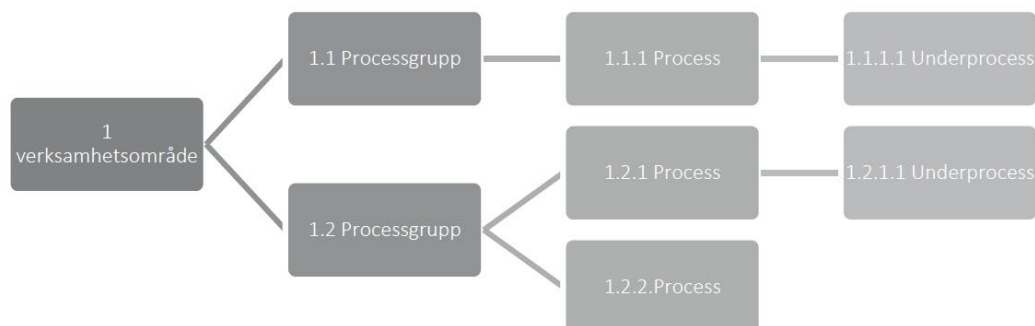 1.1 Processgrupp
1.1.1 Process
1.1.1.1 Underprocess
1
verksamhetsområde
1.2.1 Process
1.2.1.1 Underprocess
1.2 Processgrupp
1.2.2.Process